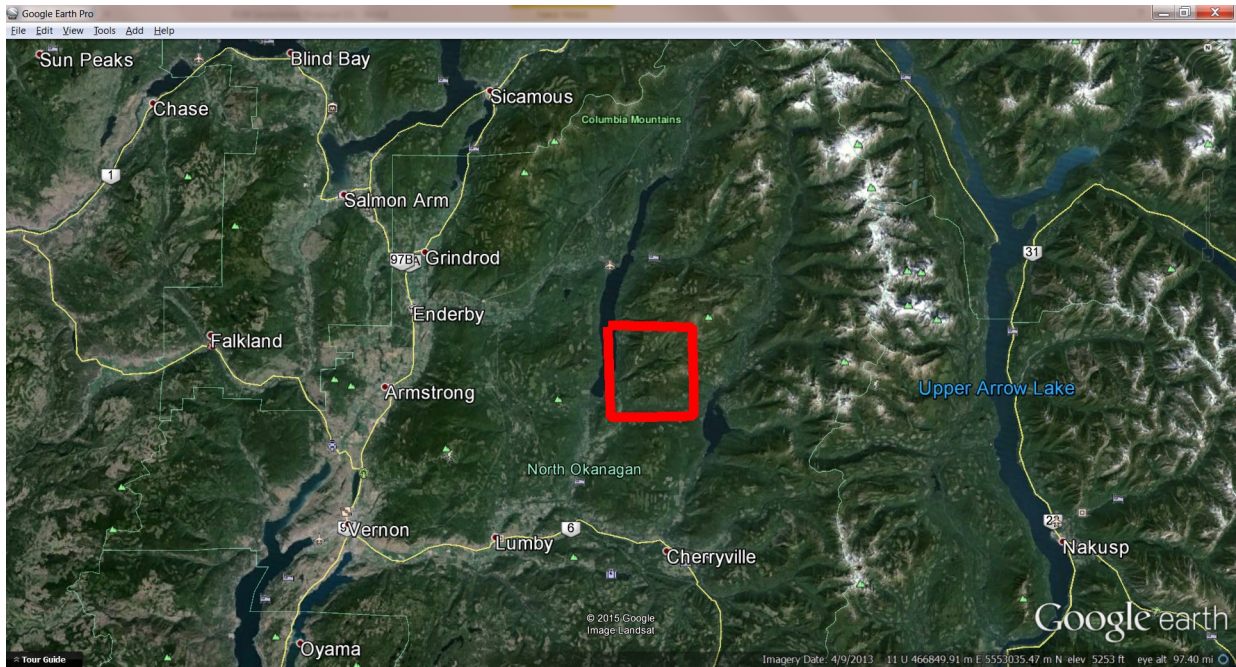 Google Earth Pro
File Edit View Tools Add Help
Sun Peaks
Blind Bay
Chase
Sicamous
Columbia Mountains
1
Salmon Arm
97B
Grindrod
31
Enderby
Falkland
Armstrong
Upper Arrow Lake
North Okanagan
Vernon
Lumby
6
Cherryville
Nakusp
© 2015 Google
Image Landsat
Google earth
Oyama
Tour Guide
Imagery Date: 4/9/2013 11 U 466849.91 m E 5553035.47 m N elev 5253 ft eye alt 97.40 mi